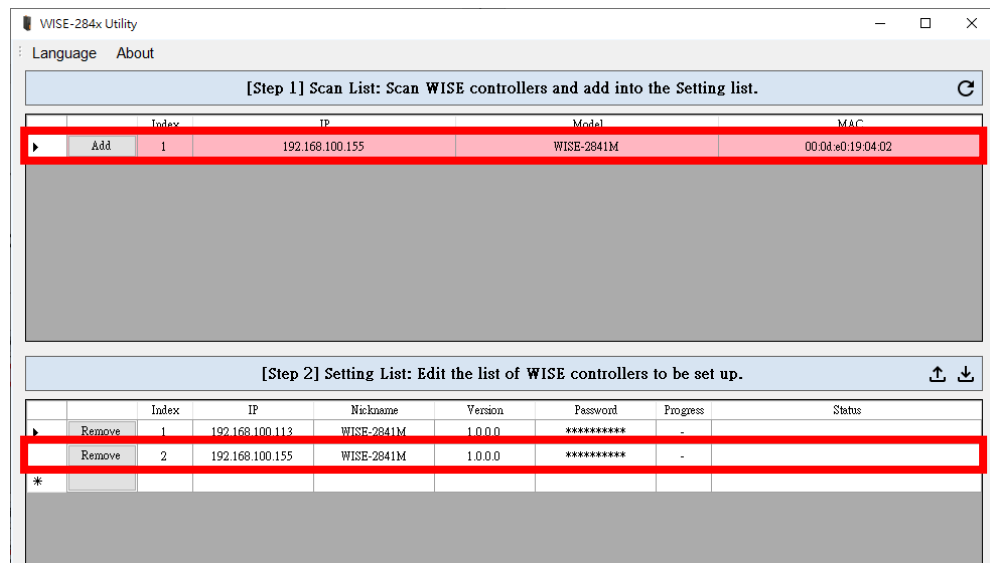 WISE-284x Utility
Language About
[Step 1] Scan List: Scan WISE controllers and add into the Setting list.
Index IP Model MAC
Add 1 192.168.100.155 WISE-2841M 00:0d:e0:19:04:02
[Step 2] Setting List: Edit the list of WISE controllers to be set up.
Index IP Nickname Version Password Progress Status
Remove 1 192.168.100.113 WISE-2841M 1.0.0.0 ********** -
Remove 2 192.168.100.155 WISE-2841M 1.0.0.0 ********** -
*